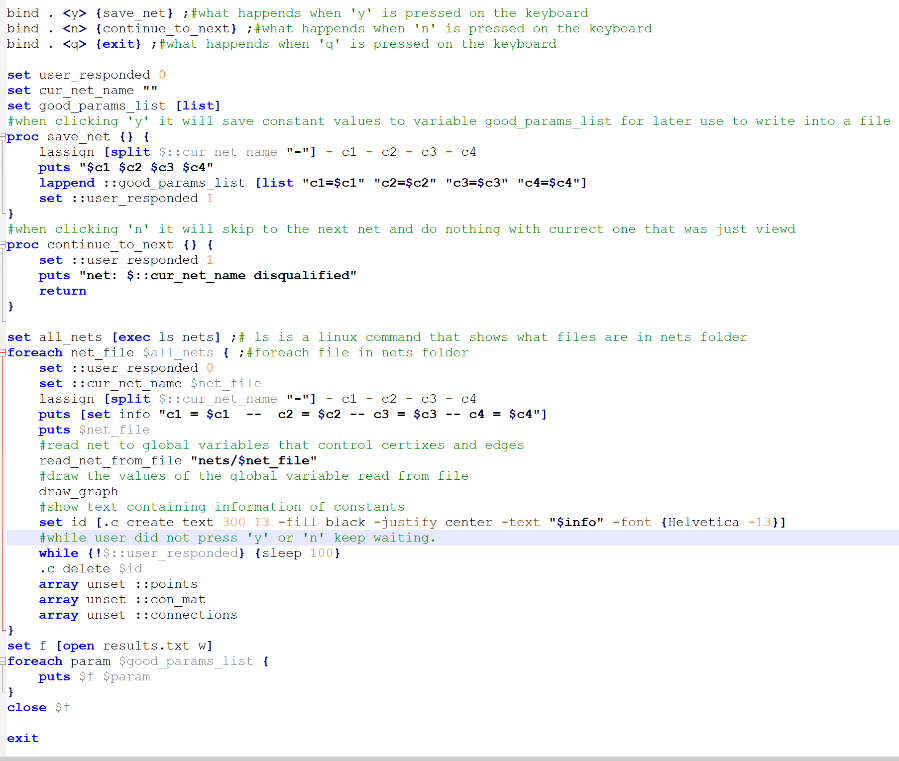 bind . <y> {save_net} ;#what happends when 'y' is pressed on the keyboard
bind . <n> {continue_to_next} ;#what happends when 'n' is pressed on the keyboard
bind . <q> {exit} ;#what happends when 'q' is pressed on the keyboard
set user_responded 0
set cur_net_name ""
set good_params_list [list]
#when clicking 'y' it will save constant values to variable good_params_list for later use to write into a file
proc save_net {} {
lassign [split $::cur_net_name "-"] - c1 - c2 - c3 - c4
puts "$c1 $c2 $c3 $c4"
lappend ::good_params_list [list "c1=$c1" "c2=$c2" "c3=$c3" "c4=$c4"]
set ::user_responded 1
}
#when clicking 'n' it will skip to the next net and do nothing with currect one that was just viewd
proc continue_to_next {} {
set ::user_responded 1
puts "net: $::cur_net_name disqualified"
return
}
set all_nets [exec ls nets] ;# ls is a linux command that shows what files are in nets folder
foreach net_file $all_nets { ;#foreach file in nets folder
set ::user_responded 0
set ::cur_net_name $net_file
lassign [split $::cur_net_name "-"] - c1 - c2 - c3 - c4
puts [set info "c1 = $c1  --  c2 = $c2 -- c3 = $c3 -- c4 = $c4"]
puts $net_file
#read net to global variables that control certixes and edges
read_net_from_file "nets/$net_file"
#draw the values of the global variable read from file
draw_graph
#show text containing information of constants
set id [.c create text 300 13 -fill black -justify center -text "$info" -font {Helvetica -13}]
#while user did not press 'y' or 'n' keep waiting.
while {!$::user_responded} {sleep 100}
.c delete $id
array unset ::points
array unset ::con_mat
array unset ::connections
}
set f [open results.txt w]
foreach param $good_params_list {
puts $f $param
}
close $f
exit